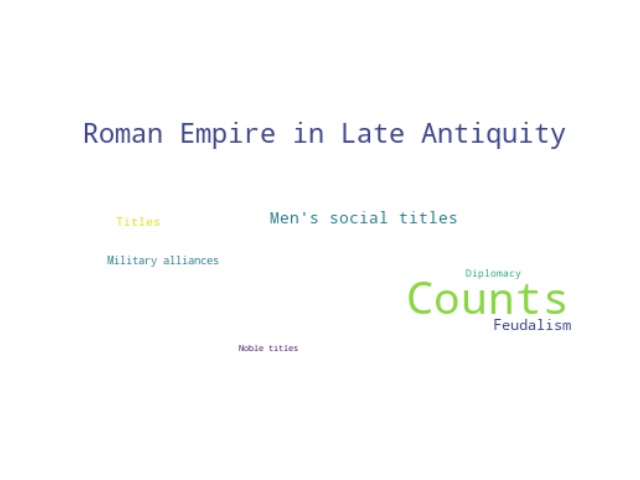 Roman Empire in Late Antiquity
Men's social titles
Titles
Military alliances
Diplomacy
Counts
Feudalism
Noble titles